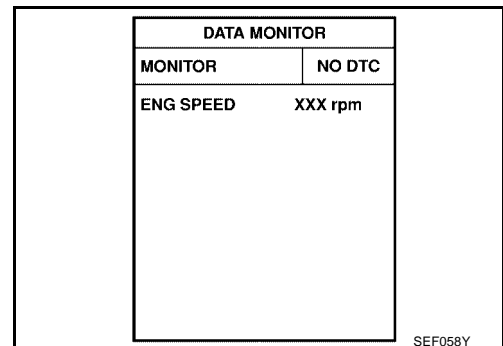 DATA MONITOR
MONITOR NO DTC
ENG SPEED XXX rpm
SEF058Y